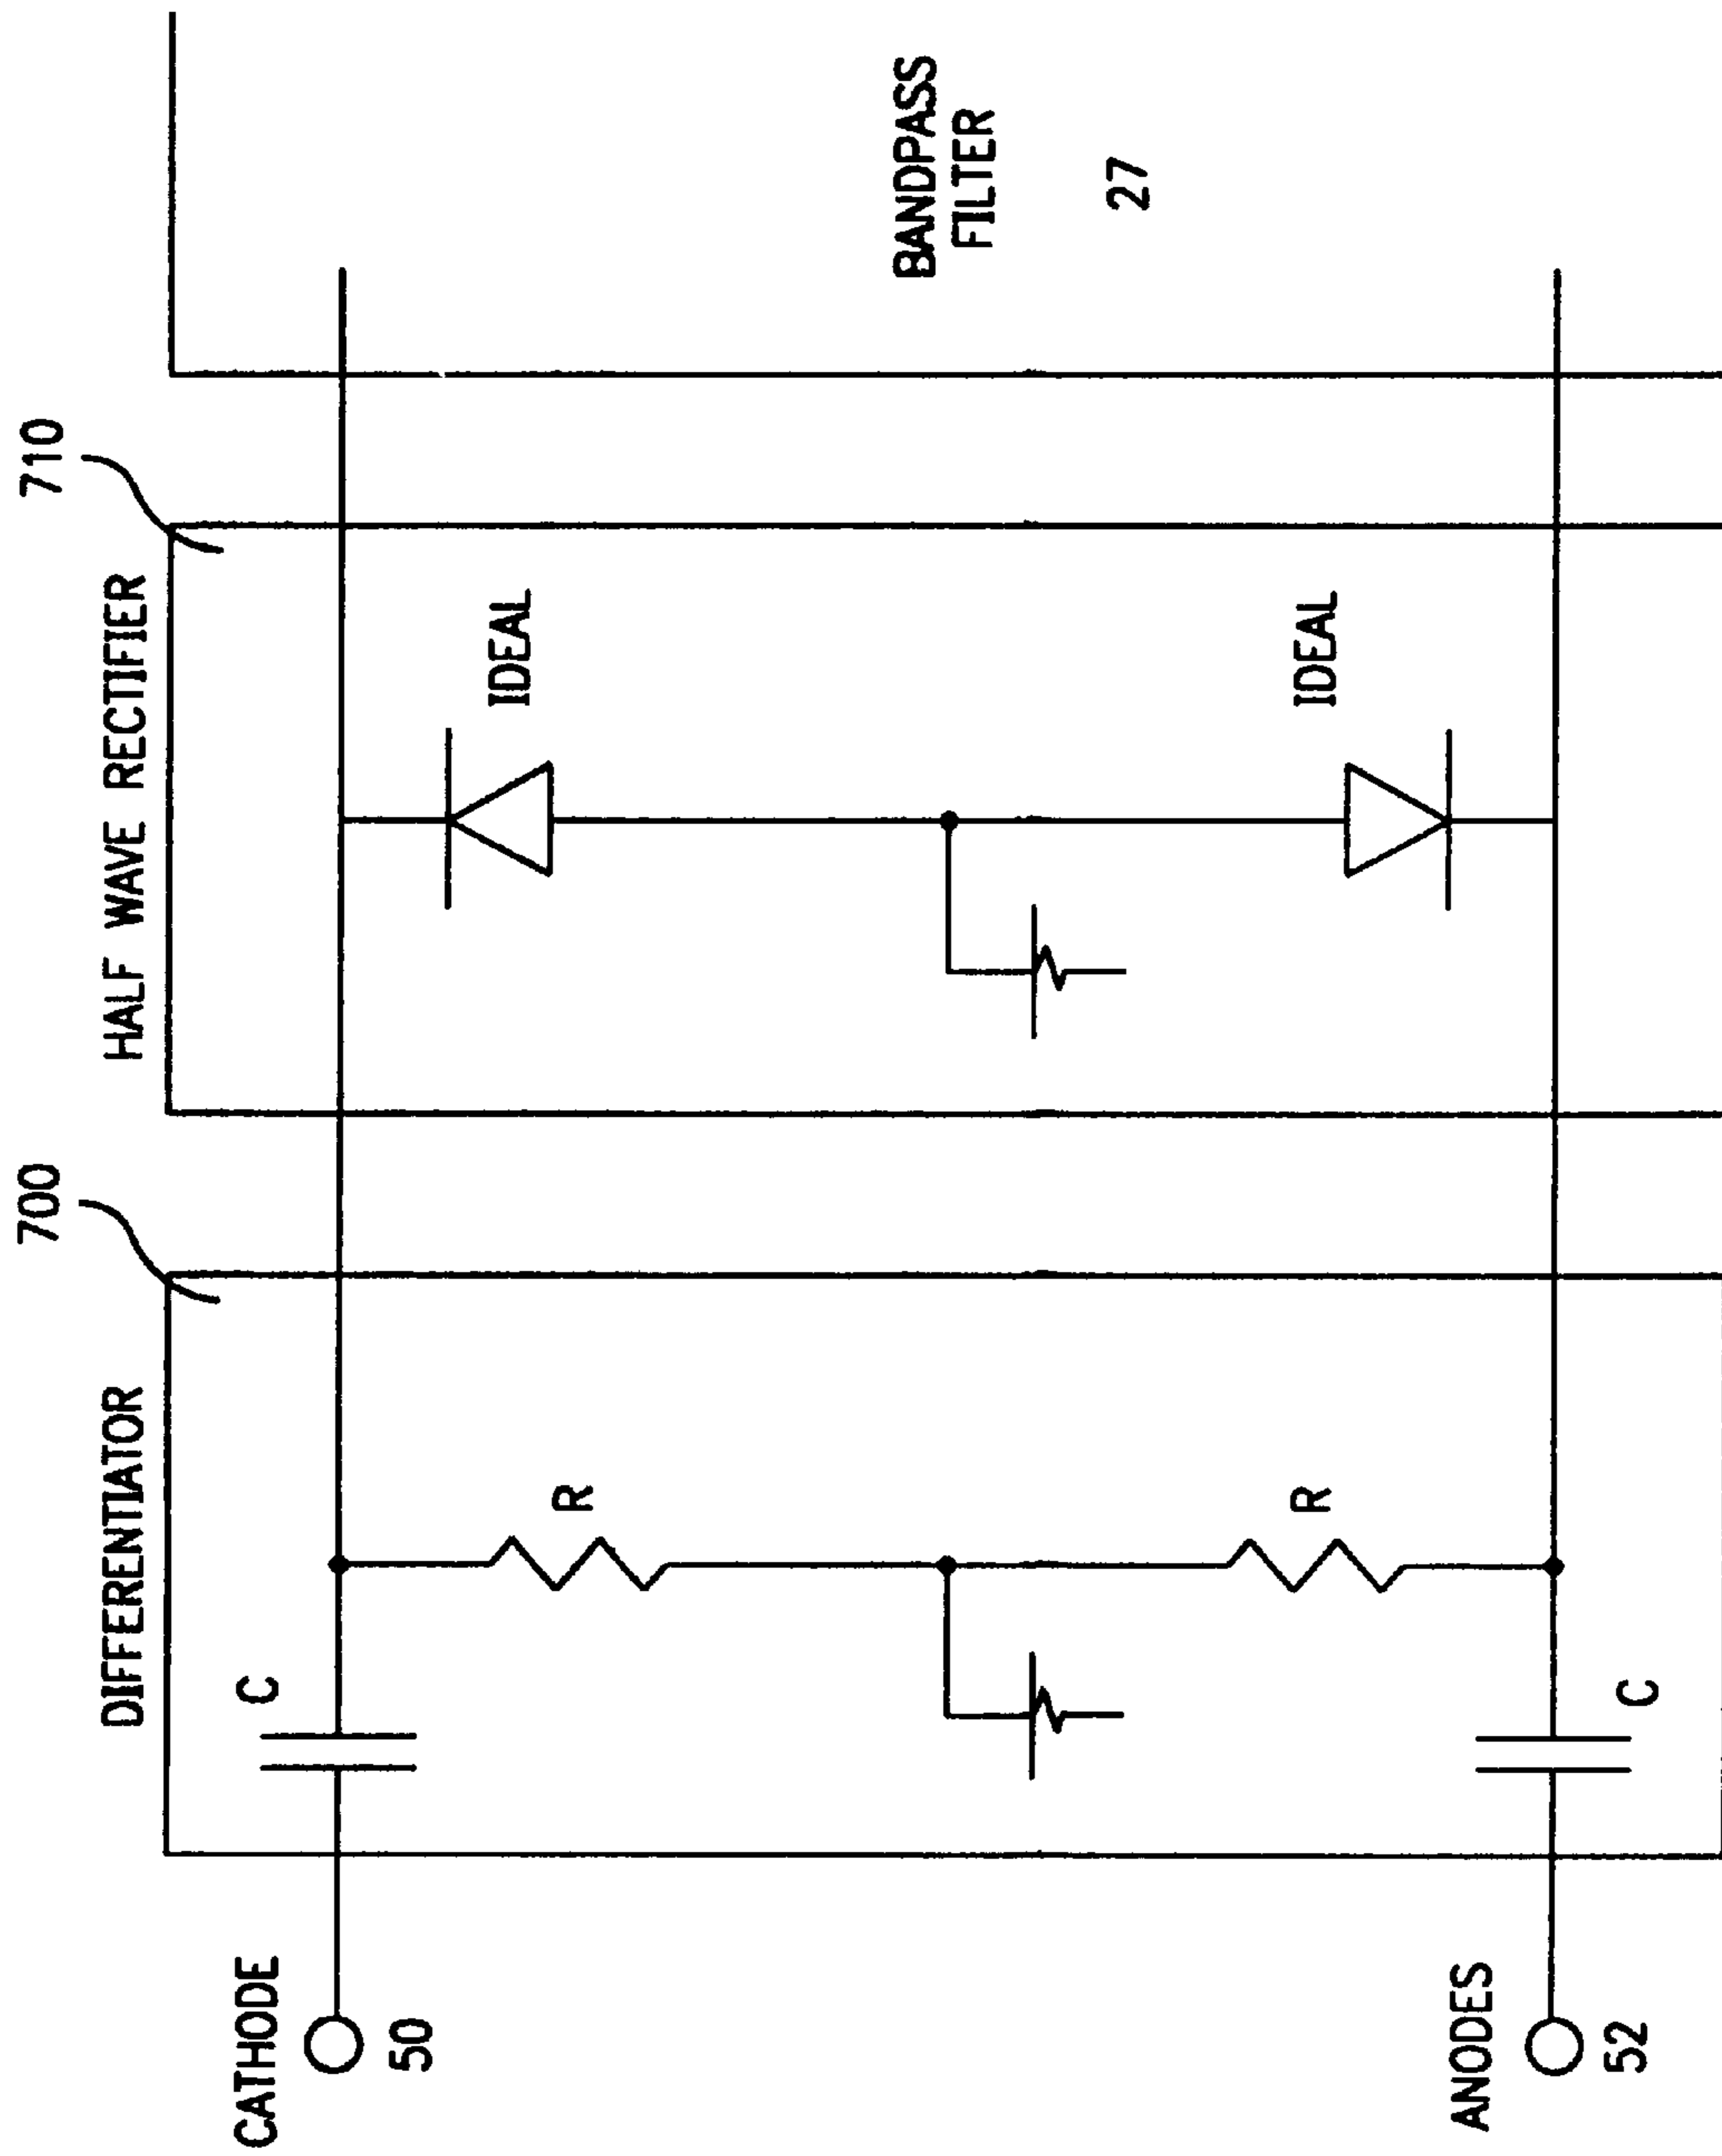 700
710
DIFFERENTIATOR
HALF WAVE RECTIFIER
CATHODE
50
C
R
IDEAL
BANDPASS
FILTER
27
R
IDEAL
ANODES
52
C